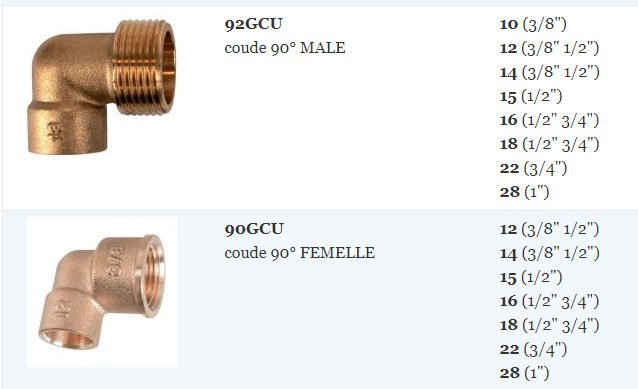 92GCU
coude 90° MALE
10 (3/8")
12 (3/8" 1/2")
14 (3/8" 1/2")
15 (1/2")
16 (1/2" 3/4")
18 (1/2" 3/4")
22 (3/4")
28 (1")
90GCU
coude 90° FEMELLE
12 (3/8" 1/2")
14 (3/8" 1/2")
15 (1/2")
16 (1/2" 3/4")
18 (1/2" 3/4")
22 (3/4")
28 (1")